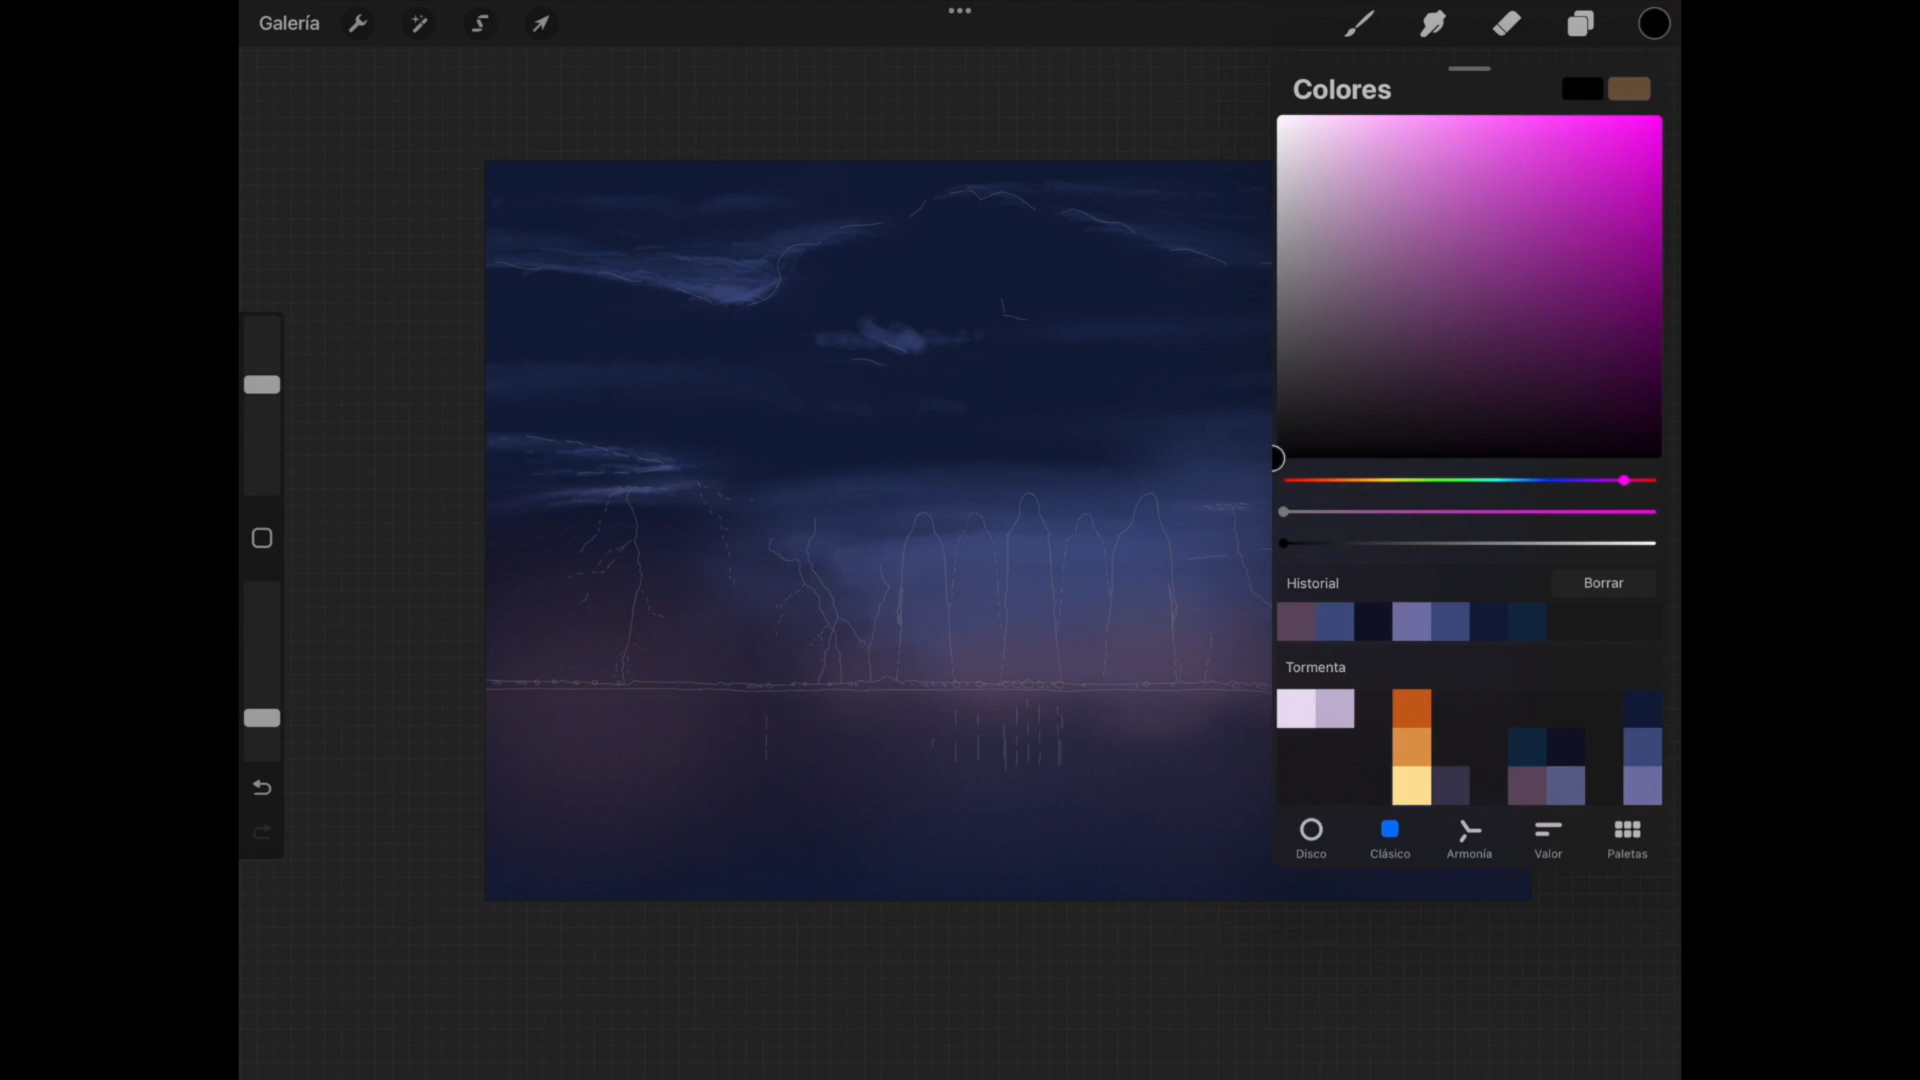 Galería
Colores
Historial
Borrar
Tormenta
Disco
Clásico
Armonía
Valor
Paletas